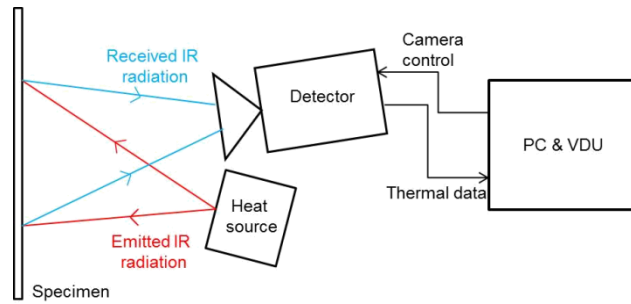 Received IR
radiation
Camera
control
Detector
PC & VDU
Thermal data
Heat
source
Emitted IR
radiation
Specimen